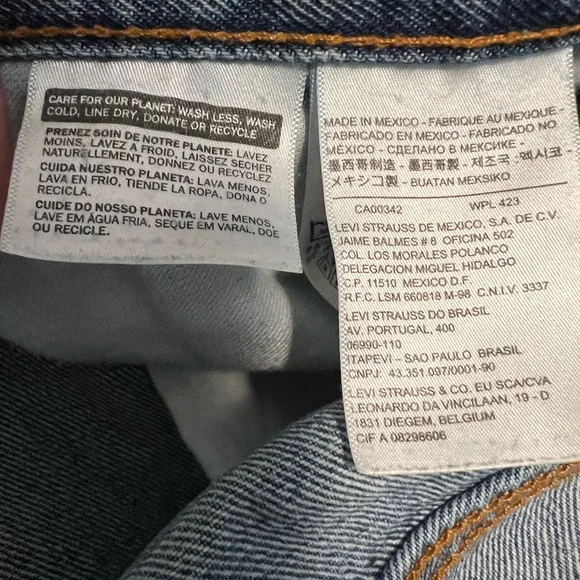 CARE FOR OUR PLANET: WASH LESS, WASH
COLD, LINE DRY, DONATE OR RECYCLE
PRENEZ SOIN DE NOTRE PLANETE: LAVEZ
MOINS, LAVEZ A FROID, LAISSEZ SECHER
NATURELLEMENT, DONNEZ OU RECYCLEZ
CUIDA NUESTRO PLANETA: LAVA MENOS,
LAVA EN FRIO, TIENDE LA ROPA, DONA O
RECICLA.
CUIDE DO NOSSO PLANETA: LAVE MENOS,
LAVE EM ÁGUA FRIA, SEQUE EM VARAL, DOE
OU RECICLE.
MADE IN MEXICO - FABRIQUE AU MEXIQUE -
FABRICADO EN MEXICO - FABRICADO NO
MÉXICO - СДЕЛАНО В МЕКСИКЕ -
墨西哥制造 - 墨西哥製 - 제조국 : 멕시코 -
メキシコ製 - BUATAN MEKSIKO
CA00342 WPL 423
LEVI STRAUSS DE MEXICO, S.A. DE C.V.
JAIME BALMES # 8 OFICINA 502
COL. LOS MORALES POLANCO
DELEGACION MIGUEL HIDALGO
C.P. 11510 MEXICO D.F.
R.F.C. LSM 660818 M-98 C.N.I.V. 3337
LEVI STRAUSS DO BRASIL
AV. PORTUGAL, 400
06990-110
ITAPEVI - SAO PAULO BRASIL
CNPJ: 43.351.097/0001-90
LEVI STRAUSS & CO. EU SCA/CVA
LEONARDO DA VINCILAAN, 19 - D
1831 DIEGEM, BELGIUM
CIF A 08298606